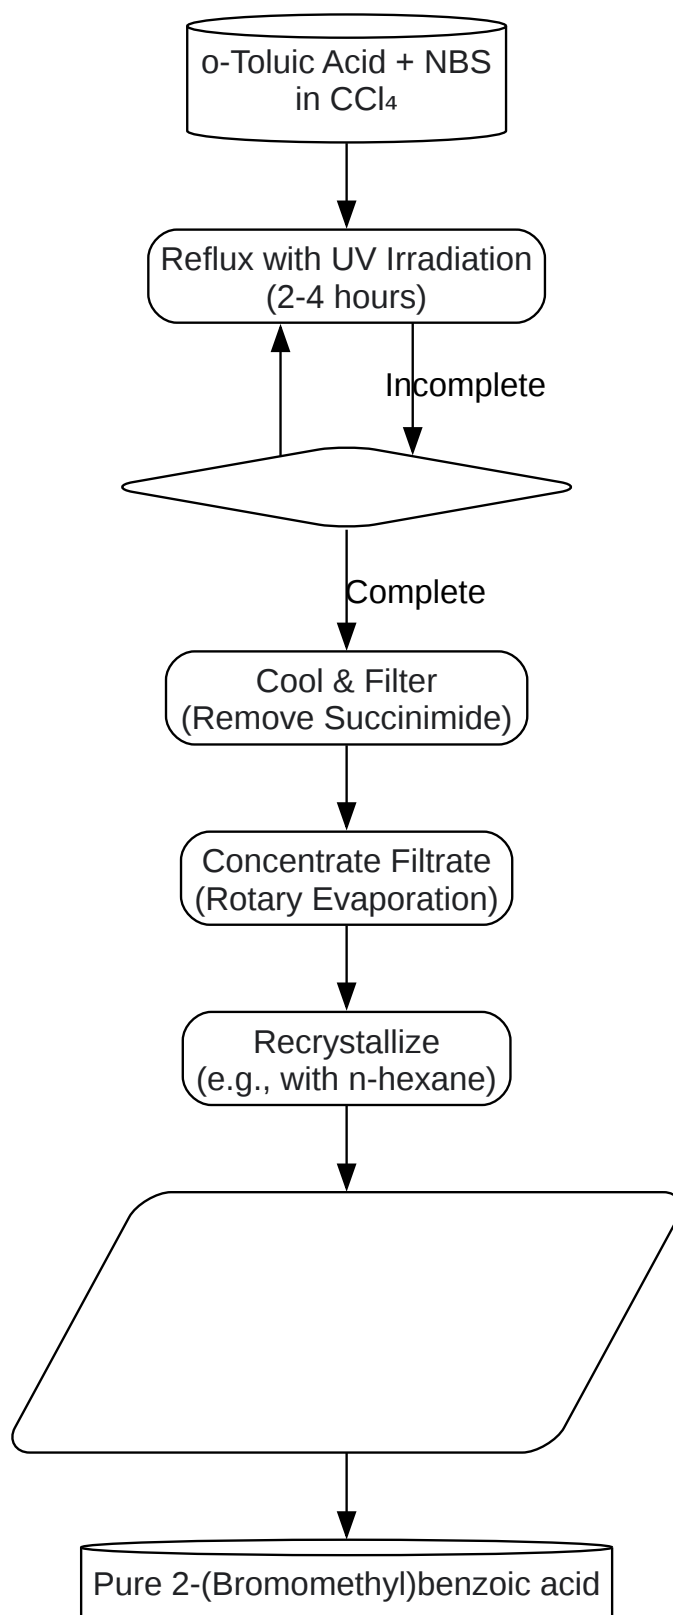 o-Toluic Acid + NBS
in CCl₄
Reflux with UV Irradiation
(2-4 hours)
Incomplete
Complete
Cool & Filter
(Remove Succinimide)
Concentrate Filtrate
(Rotary Evaporation)
Recrystallize
(e.g., with n-hexane)
Pure 2-(Bromomethyl)benzoic acid